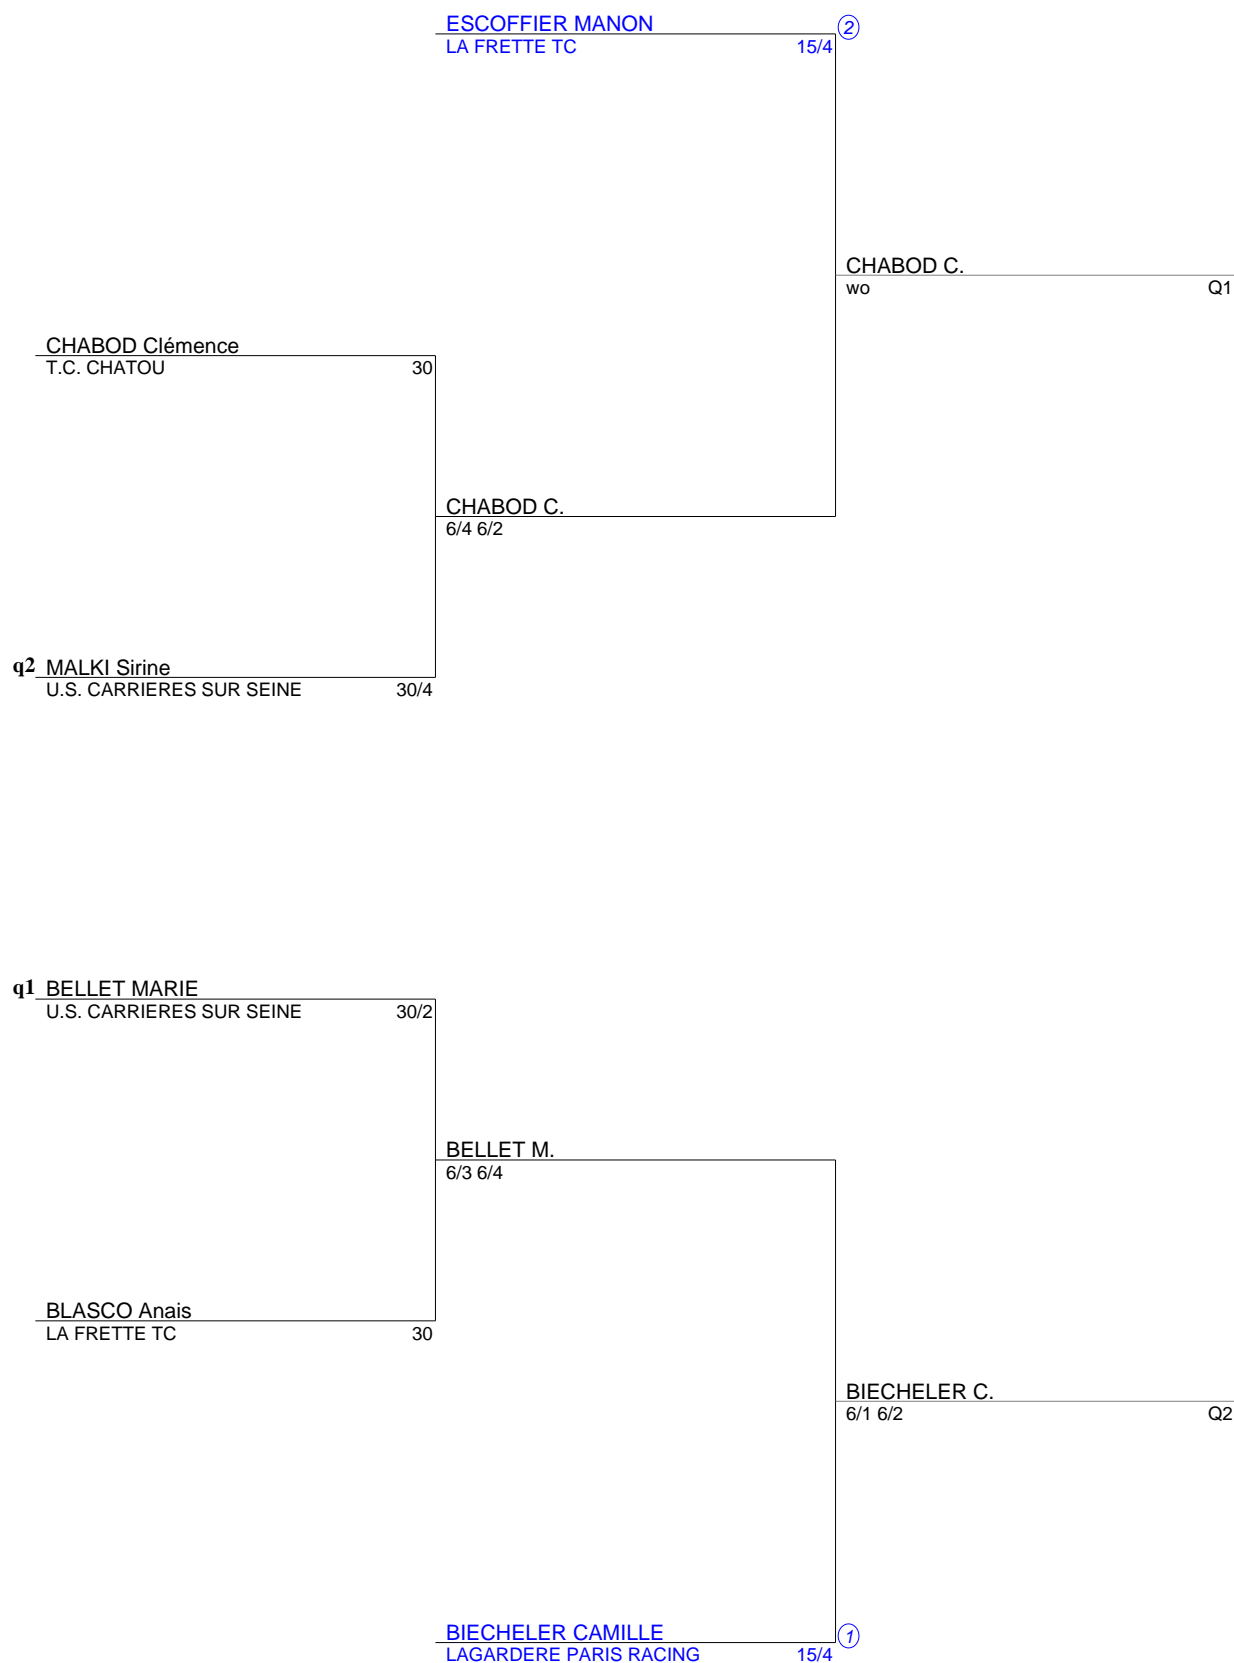 ESCOFFIER MANON 2
LA FRETTE TC 15/4
CHABOD C.
wo Q1
CHABOD Clémence
T.C. CHATOU 30
CHABOD C.
6/4 6/2
q2 MALKI Sirine
U.S. CARRIERES SUR SEINE 30/4
q1 BELLET MARIE
U.S. CARRIERES SUR SEINE 30/2
BELLET M.
6/3 6/4
BLASCO Anais
LA FRETTE TC 30
BIECHELER C.
6/1 6/2 Q2
BIECHELER CAMILLE 1
LAGARDERE PARIS RACING 15/4